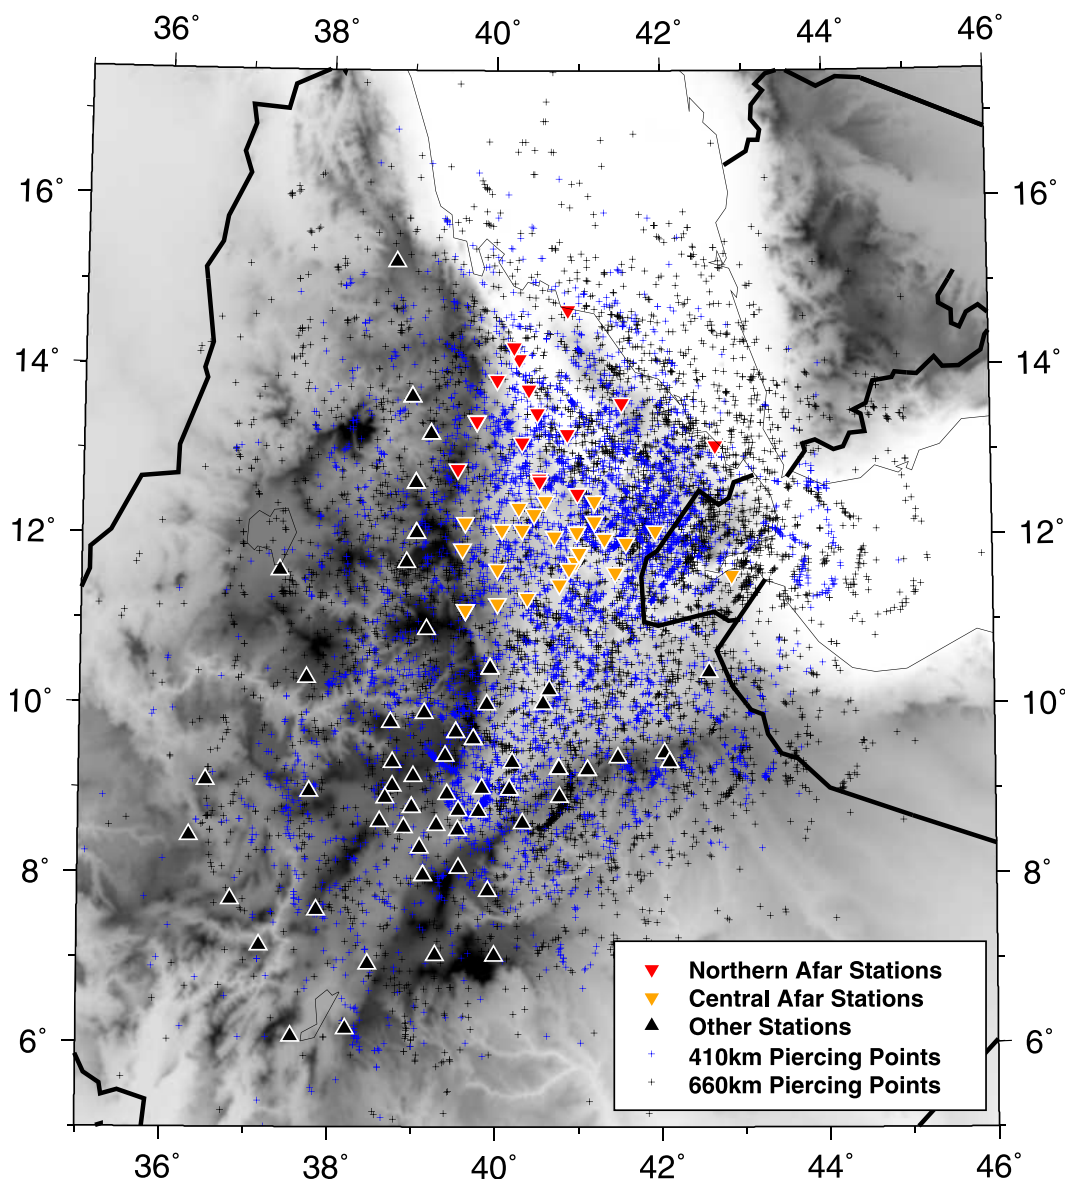 36° 38° 40° 42° 44° 46°
16° 16°
14° 14°
12° 12°
10° 10°
8° 8°
6° 6°
Northern Afar Stations
Central Afar Stations
Other Stations
410km Piercing Points
660km Piercing Points
36° 38° 40° 42° 44° 46°